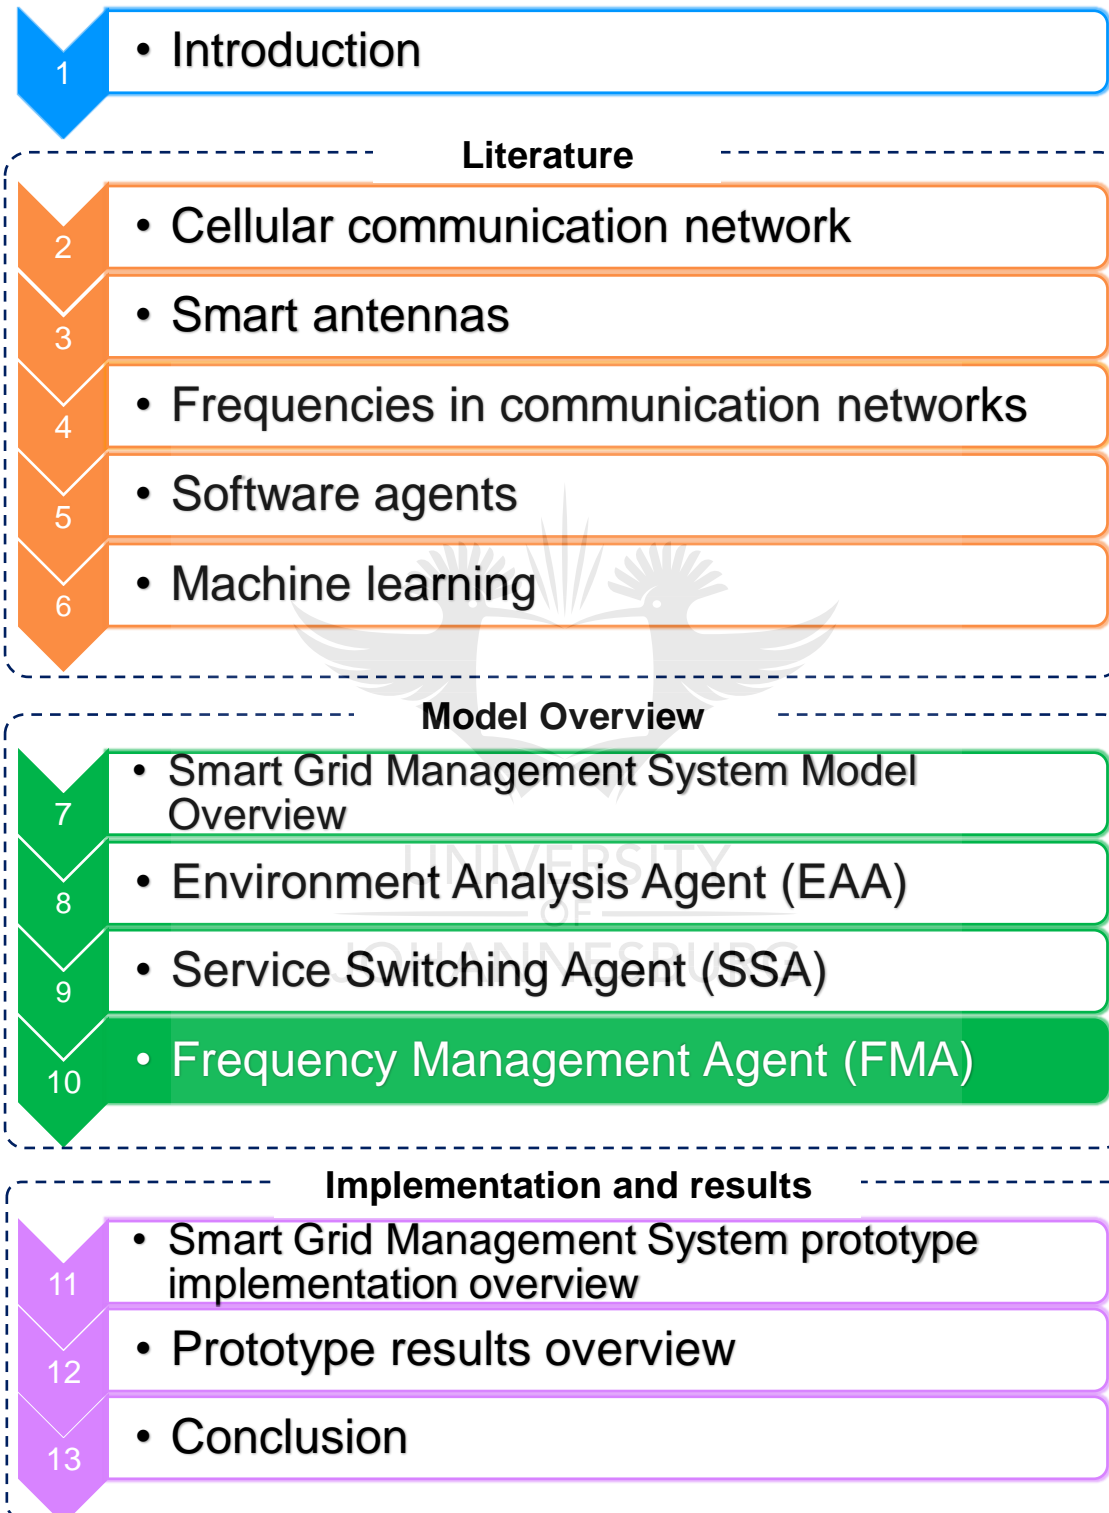 1
• Introduction
Literature
2
• Cellular communication network
3
• Smart antennas
4
• Frequencies in communication networks
5
• Software agents
6
• Machine learning
Model Overview
7
• Smart Grid Management System Model
Overview
8
• Environment Analysis Agent (EAA)
9
• Service Switching Agent (SSA)
10
• Frequency Management Agent (FMA)
UNIVERSITY
OF
JOHANNESBURG
Implementation and results
11
• Smart Grid Management System prototype
implementation overview
12
• Prototype results overview
13
• Conclusion